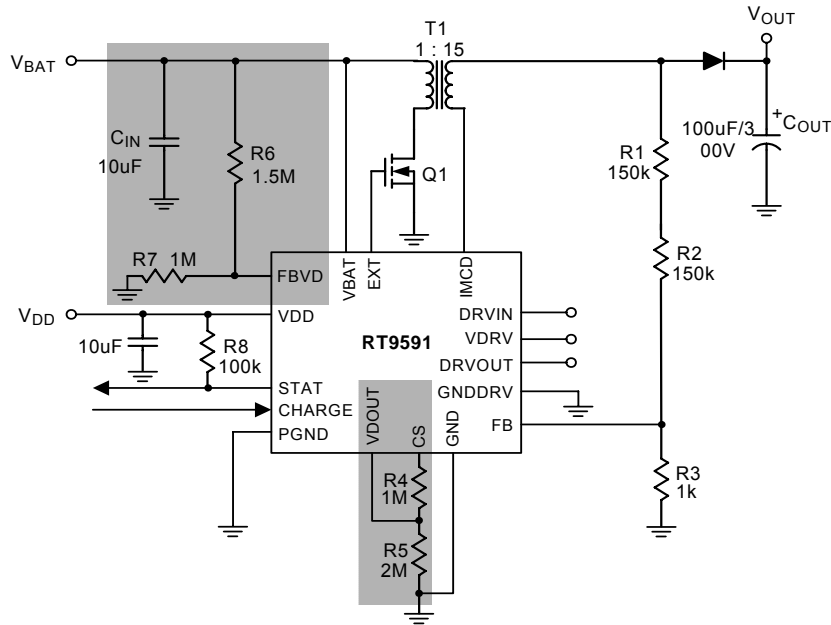 T1
1 : 15
VOUT
VBAT
CIN
10uF
R6
1.5M
Q1
R1
150k
100uF/3
00V
+COUT
R2
150k
R7 1M
FBVD
VBAT
EXT
IMCD
VDD
VDD
10uF
R8
100k
RT9591
DRVIN
VDRV
DRVOUT
GNDDRV
FB
STAT
CHARGE
PGND
VDOUT
CS
GND
R4
1M
R5
2M
R3
1k